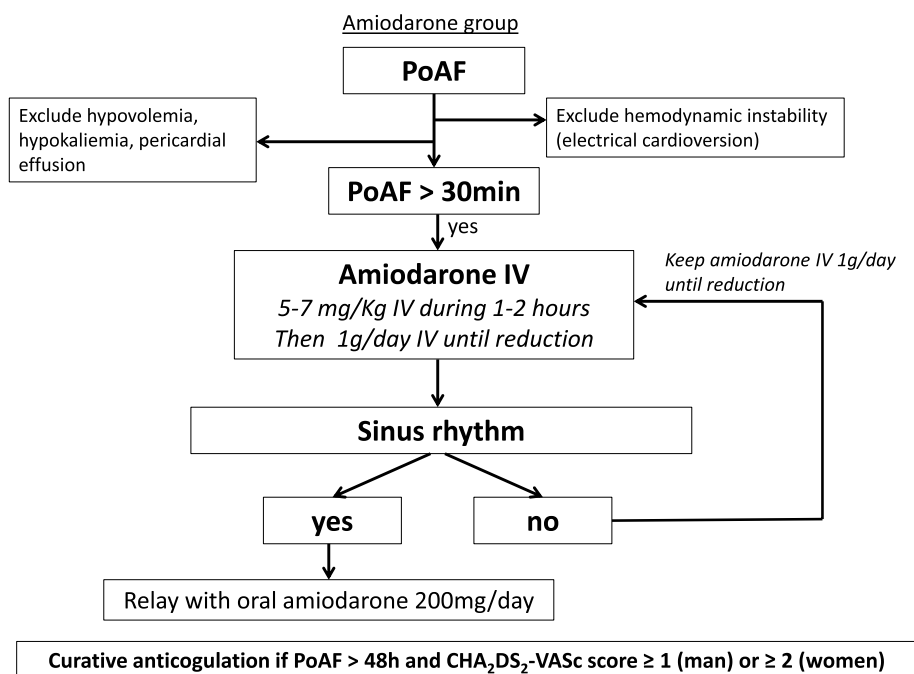 Amiodarone group
PoAF
Exclude hypovolemia,
hypokaliemia, pericardial
effusion
Exclude hemodynamic instability
(electrical cardioversion)
PoAF > 30min
yes
Amiodarone IV
5-7 mg/Kg IV during 1-2 hours
Then 1g/day IV until reduction
Keep amiodarone IV 1g/day
until reduction
Sinus rhythm
yes
no
Relay with oral amiodarone 200mg/day
Curative anticogulation if PoAF > 48h and CHA₂DS₂-VASc score ≥ 1 (man) or ≥ 2 (women)